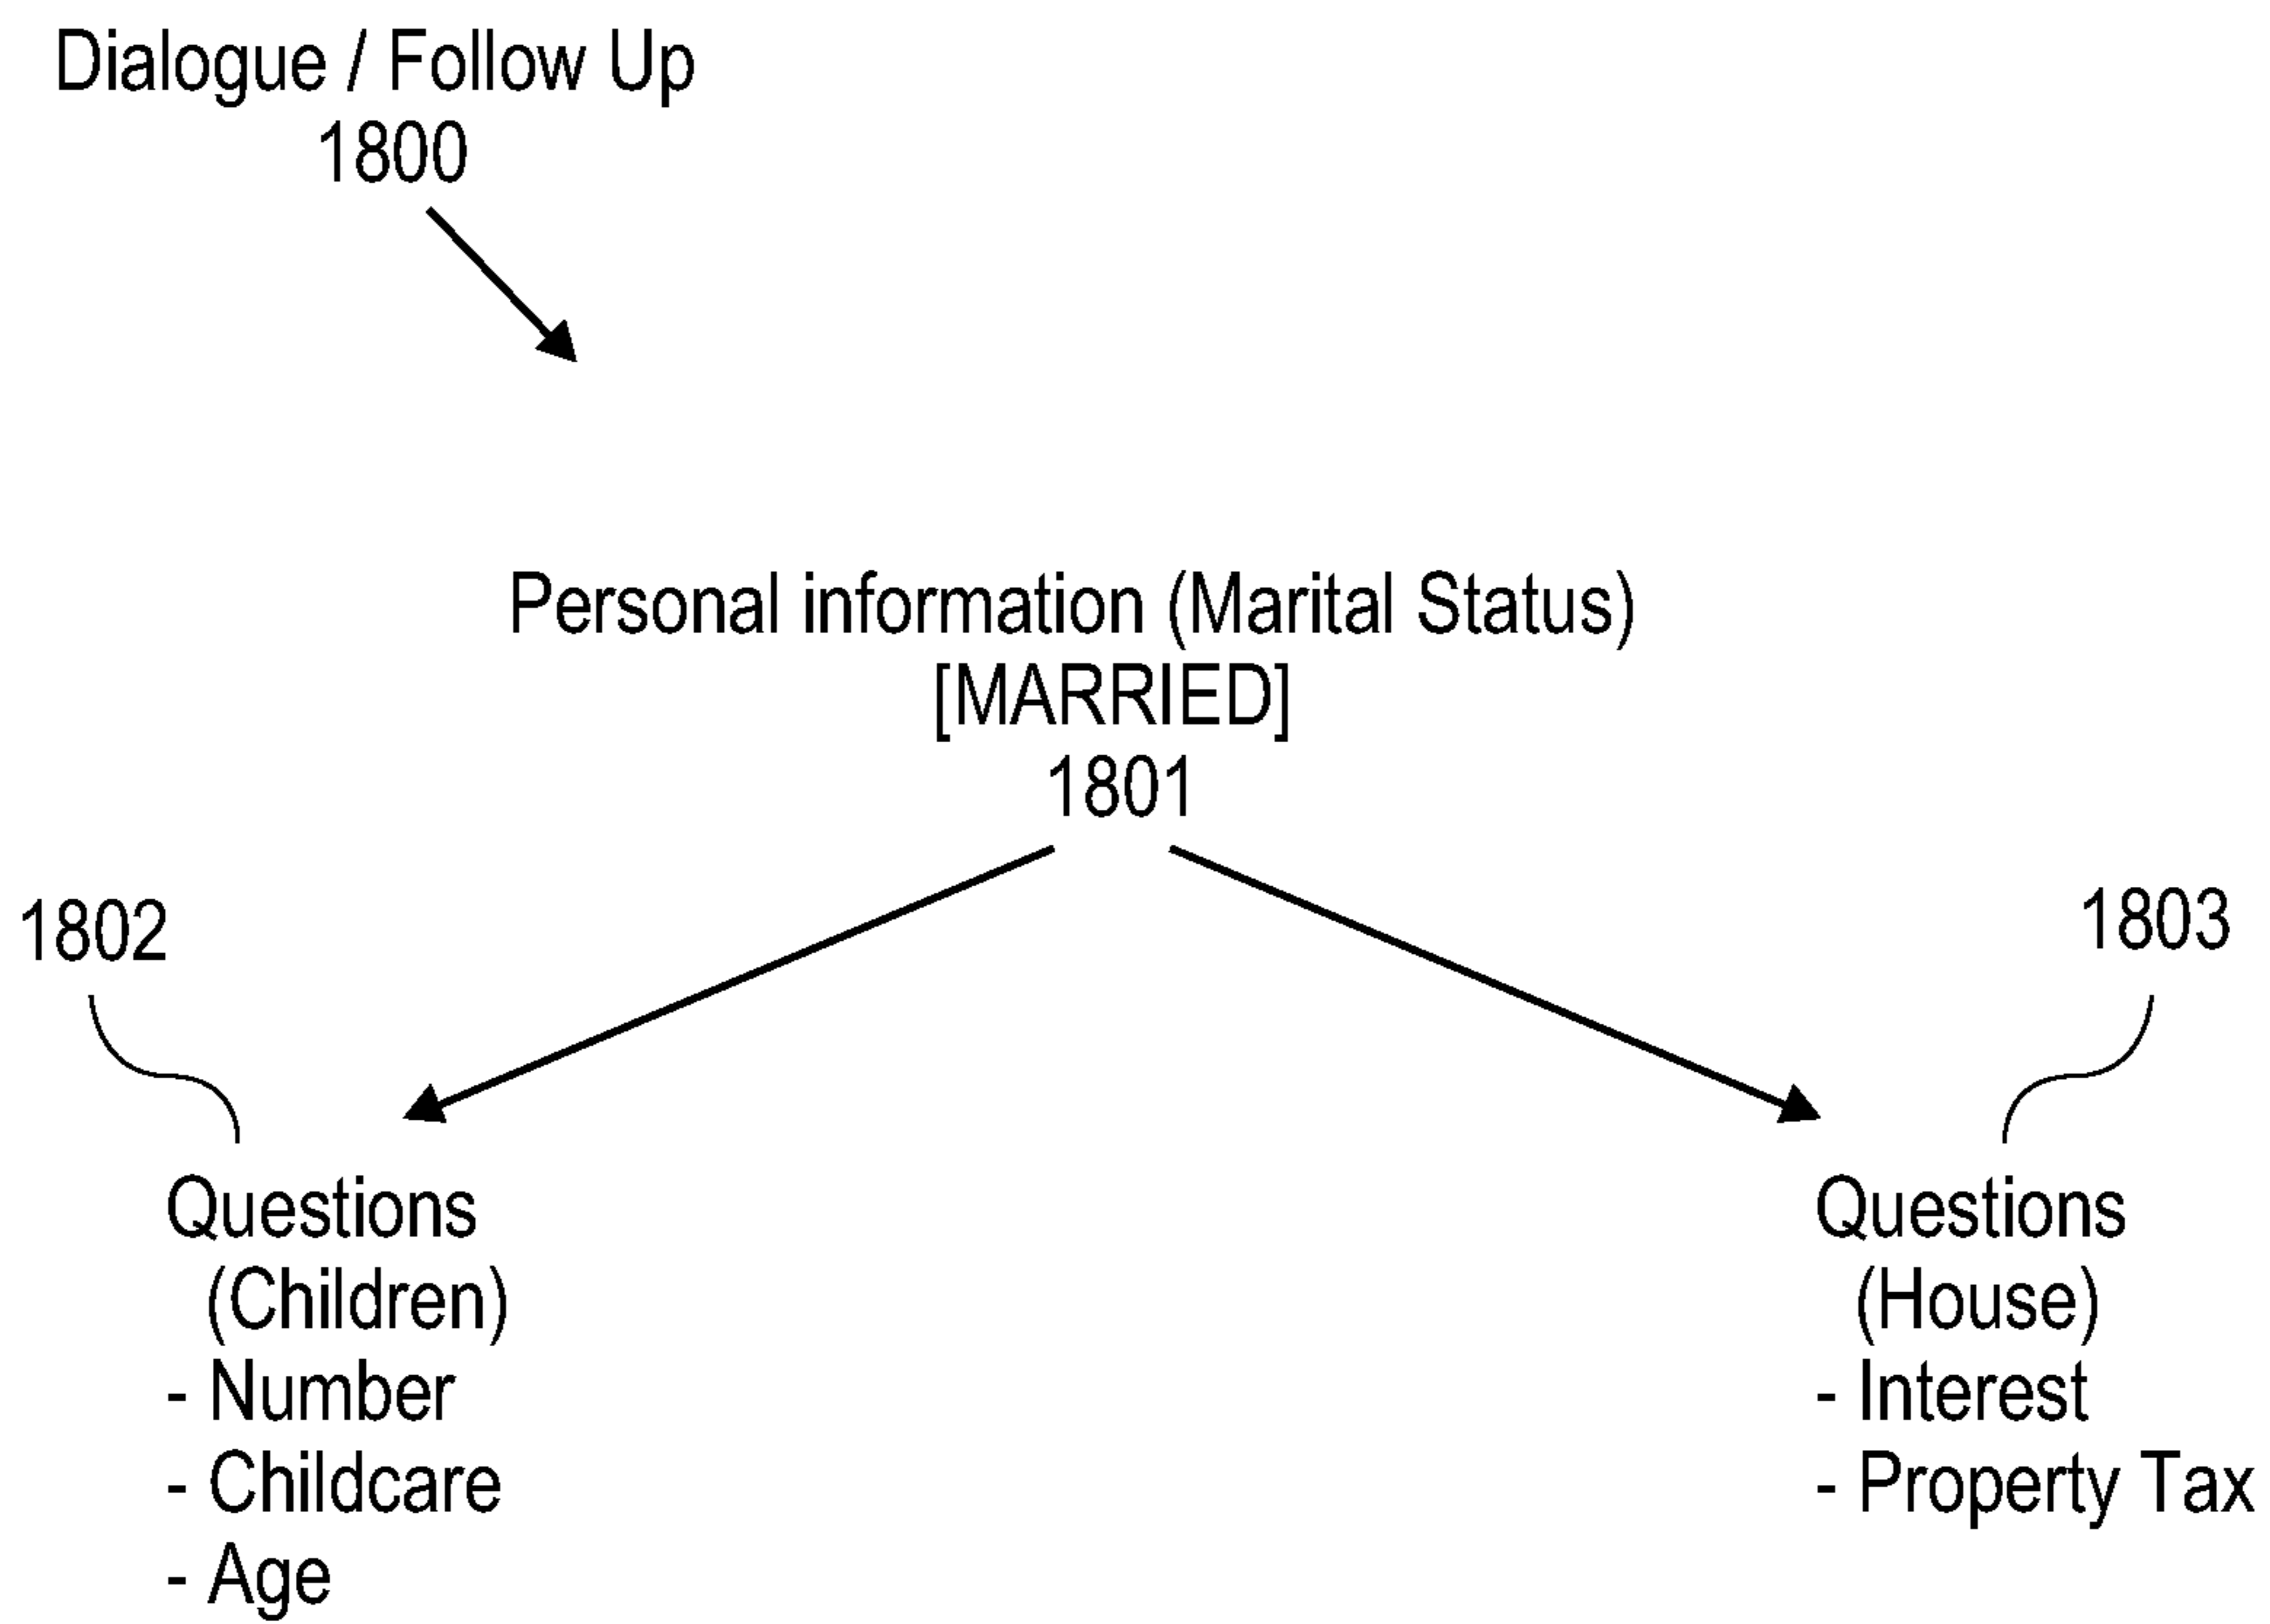 Dialogue / Follow Up
1800
Personal information (Marital Status)
[MARRIED]
1801
1802
Questions
(Children)
- Number
- Childcare
- Age
1803
Questions
(House)
- Interest
- Property Tax